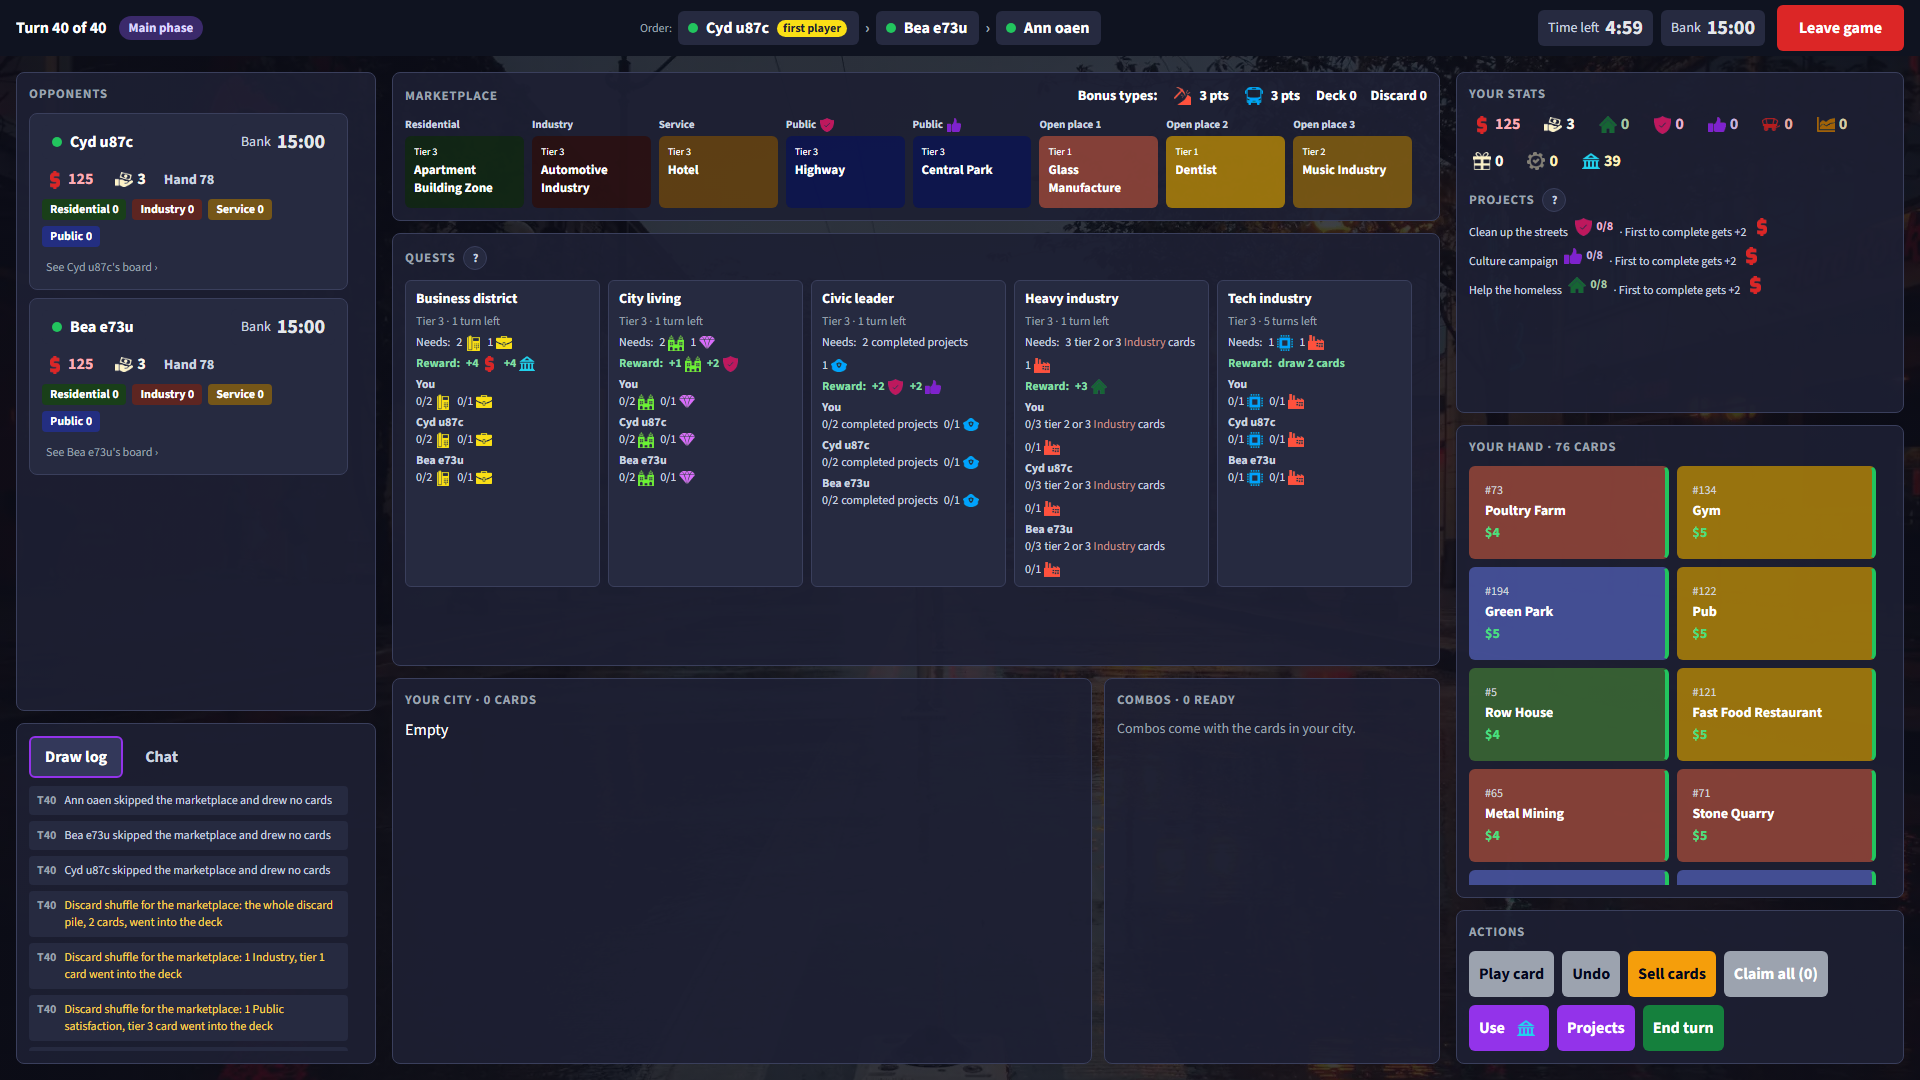 Turn 40 of 40 Main phase
Order: Cyd u87c first player › Bea e73u › Ann oaen
Time left 4:59 Bank 15:00 Leave game
OPPONENTS
Cyd u87c Bank 15:00
125 3 Hand 78
Residential 0 Industry 0 Service 0
Public 0
See Cyd u87c's board ›
Bea e73u Bank 15:00
125 3 Hand 78
Residential 0 Industry 0 Service 0
Public 0
See Bea e73u's board ›
Draw log Chat
T40 Ann oaen skipped the marketplace and drew no cards
T40 Bea e73u skipped the marketplace and drew no cards
T40 Cyd u87c skipped the marketplace and drew no cards
T40 Discard shuffle for the marketplace: the whole discard
pile, 2 cards, went into the deck
T40 Discard shuffle for the marketplace: 1 Industry, tier 1
card went into the deck
T40 Discard shuffle for the marketplace: 1 Public
satisfaction, tier 3 card went into the deck
MARKETPLACE
Bonus types: 3 pts 3 pts Deck 0 Discard 0
Residential Industry Service Public Public Open place 1 Open place 2 Open place 3
Tier 3
Apartment
Building Zone
Tier 3
Automotive
Industry
Tier 3
Hotel
Tier 3
Highway
Tier 3
Central Park
Tier 1
Glass
Manufacture
Tier 1
Dentist
Tier 2
Music Industry
QUESTS ?
Business district
Tier 3 · 1 turn left
Needs: 2 1
Reward: +4 $ +4
You
0/2 0/1
Cyd u87c
0/2 0/1
Bea e73u
0/2 0/1
City living
Tier 3 · 1 turn left
Needs: 2 1
Reward: +1 +2
You
0/2 0/1
Cyd u87c
0/2 0/1
Bea e73u
0/2 0/1
Civic leader
Tier 3 · 1 turn left
Needs: 2 completed projects
1
Reward: +2 +2
You
0/2 completed projects 0/1
Cyd u87c
0/2 completed projects 0/1
Bea e73u
0/2 completed projects 0/1
Heavy industry
Tier 3 · 1 turn left
Needs: 3 tier 2 or 3 Industry cards
1
Reward: +3
You
0/3 tier 2 or 3 Industry cards
0/1
Cyd u87c
0/3 tier 2 or 3 Industry cards
0/1
Bea e73u
0/3 tier 2 or 3 Industry cards
0/1
Tech industry
Tier 3 · 5 turns left
Needs: 1 1
Reward: draw 2 cards
You
0/1 0/1
Cyd u87c
0/1 0/1
Bea e73u
0/1 0/1
YOUR CITY · 0 CARDS
Empty
COMBOS · 0 READY
Combos come with the cards in your city.
YOUR STATS
$ 125 3 0 0 0 0 0
0 0 39
PROJECTS ?
Clean up the streets 0/8 · First to complete gets +2 $
Culture campaign 0/8 · First to complete gets +2 $
Help the homeless 0/8 · First to complete gets +2 $
YOUR HAND · 76 CARDS
#73
Poultry Farm
$4
#134
Gym
$5
#194
Green Park
$5
#122
Pub
$5
#5
Row House
$4
#121
Fast Food Restaurant
$5
#65
Metal Mining
$4
#71
Stone Quarry
$5
ACTIONS
Play card Undo Sell cards Claim all (0)
Use Projects End turn